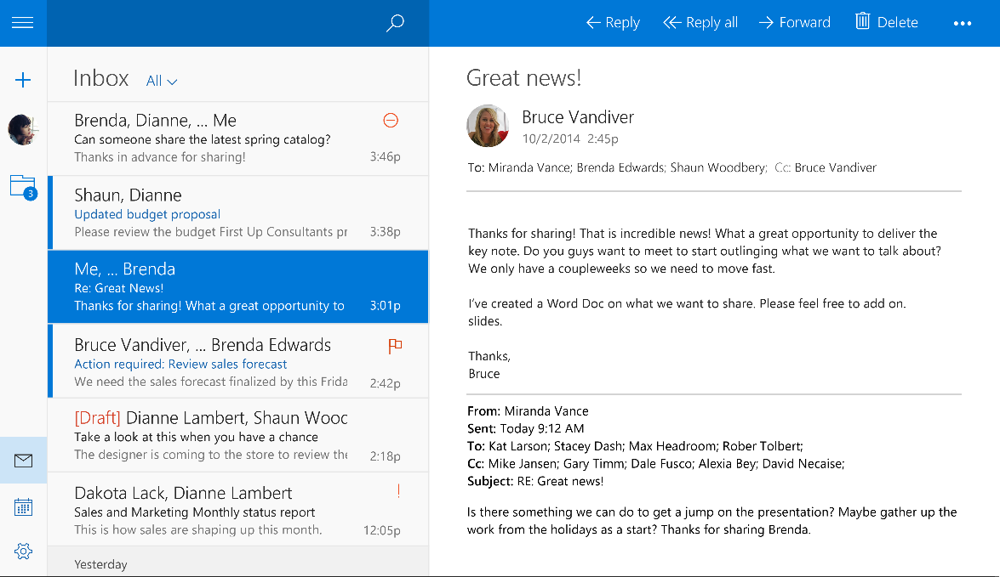 Reply
Reply all
Forward
Delete
Inbox All
Brenda, Dianne, ... Me
Can someone share the latest spring catalog?
Thanks in advance for sharing! 3:46p
Shaun, Dianne
Updated budget proposal
Please review the budget First Up Consultants pr 3:38p
3
Me, ... Brenda
Re: Great News!
Thanks for sharing! What a great opportunity to 3:01p
Bruce Vandiver, ... Brenda Edwards
Action required: Review sales forecast
We need the sales forecast finalized by this Frida 2:42p
[Draft] Dianne Lambert, Shaun Wooc
Take a look at this when you have a chance
The designer is coming to the store to review the 2:18p
Dakota Lack, Dianne Lambert !
Sales and Marketing Monthly status report
This is how sales are shaping up this month. 12:05p
Yesterday
Great news!
Bruce Vandiver
10/2/2014 2:45p
To: Miranda Vance; Brenda Edwards; Shaun Woodbery; Cc: Bruce Vandiver
Thanks for sharing! That is incredible news! What a great opportunity to deliver the
key note. Do you guys want to meet to start outlinging what we want to talk about?
We only have a coupleweeks so we need to move fast.
I've created a Word Doc on what we want to share. Please feel free to add on.
slides.
Thanks,
Bruce
From: Miranda Vance
Sent: Today 9:12 AM
To: Kat Larson; Stacey Dash; Max Headroom; Rober Tolbert;
Cc: Mike Jansen; Gary Timm; Dale Fusco; Alexia Bey; David Necaise;
Subject: RE: Great news!
Is there something we can do to get a jump on the presentation? Maybe gather up the
work from the holidays as a start? Thanks for sharing Brenda.